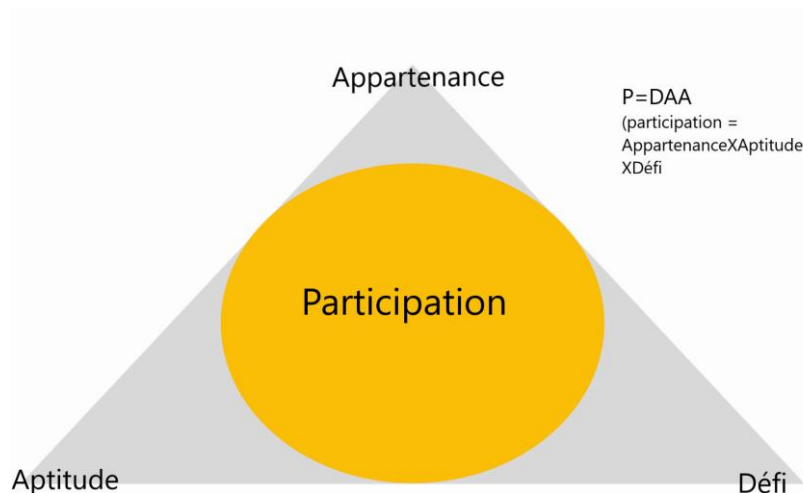 Appartenance
P=DAA
(participation =
AppartenanceXAptitude
XDéfi
Participation
Aptitude
Défi